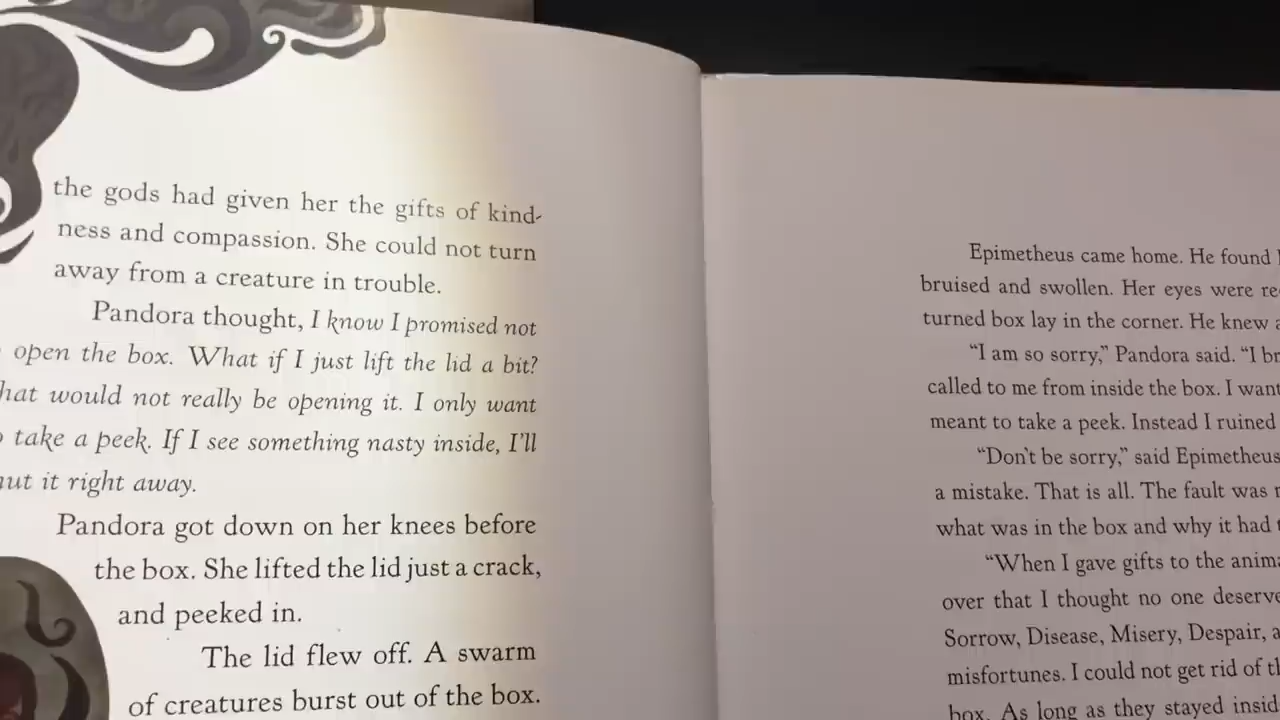 the gods had given her the gifts of kind-
ness and compassion. She could not turn
away from a creature in trouble.
Pandora thought, I know I promised not
open the box. What if I just lift the lid a bit?
would not really be opening it. I only want
take a peek. If I see something nasty inside, I'll
it right away.
Pandora got down on her knees before
the box. She lifted the lid just a crack,
and peeked in.
The lid flew off. A swarm
of creatures burst out of the box.
Epimetheus came home. He found
bruised and swollen. Her eyes were
turned box lay in the corner. He knew
“I am so sorry,” Pandora said. “I
called to me from inside the box. I
meant to take a peek. Instead I ruined
“Don't be sorry,” said Epimetheus
a mistake. That is all. The fault was
what was in the box and why it had
“When I gave gifts to the
over that I thought no one
Sorrow, Disease, Misery, Despair,
misfortunes. I could not get rid of
box. As long as they stayed